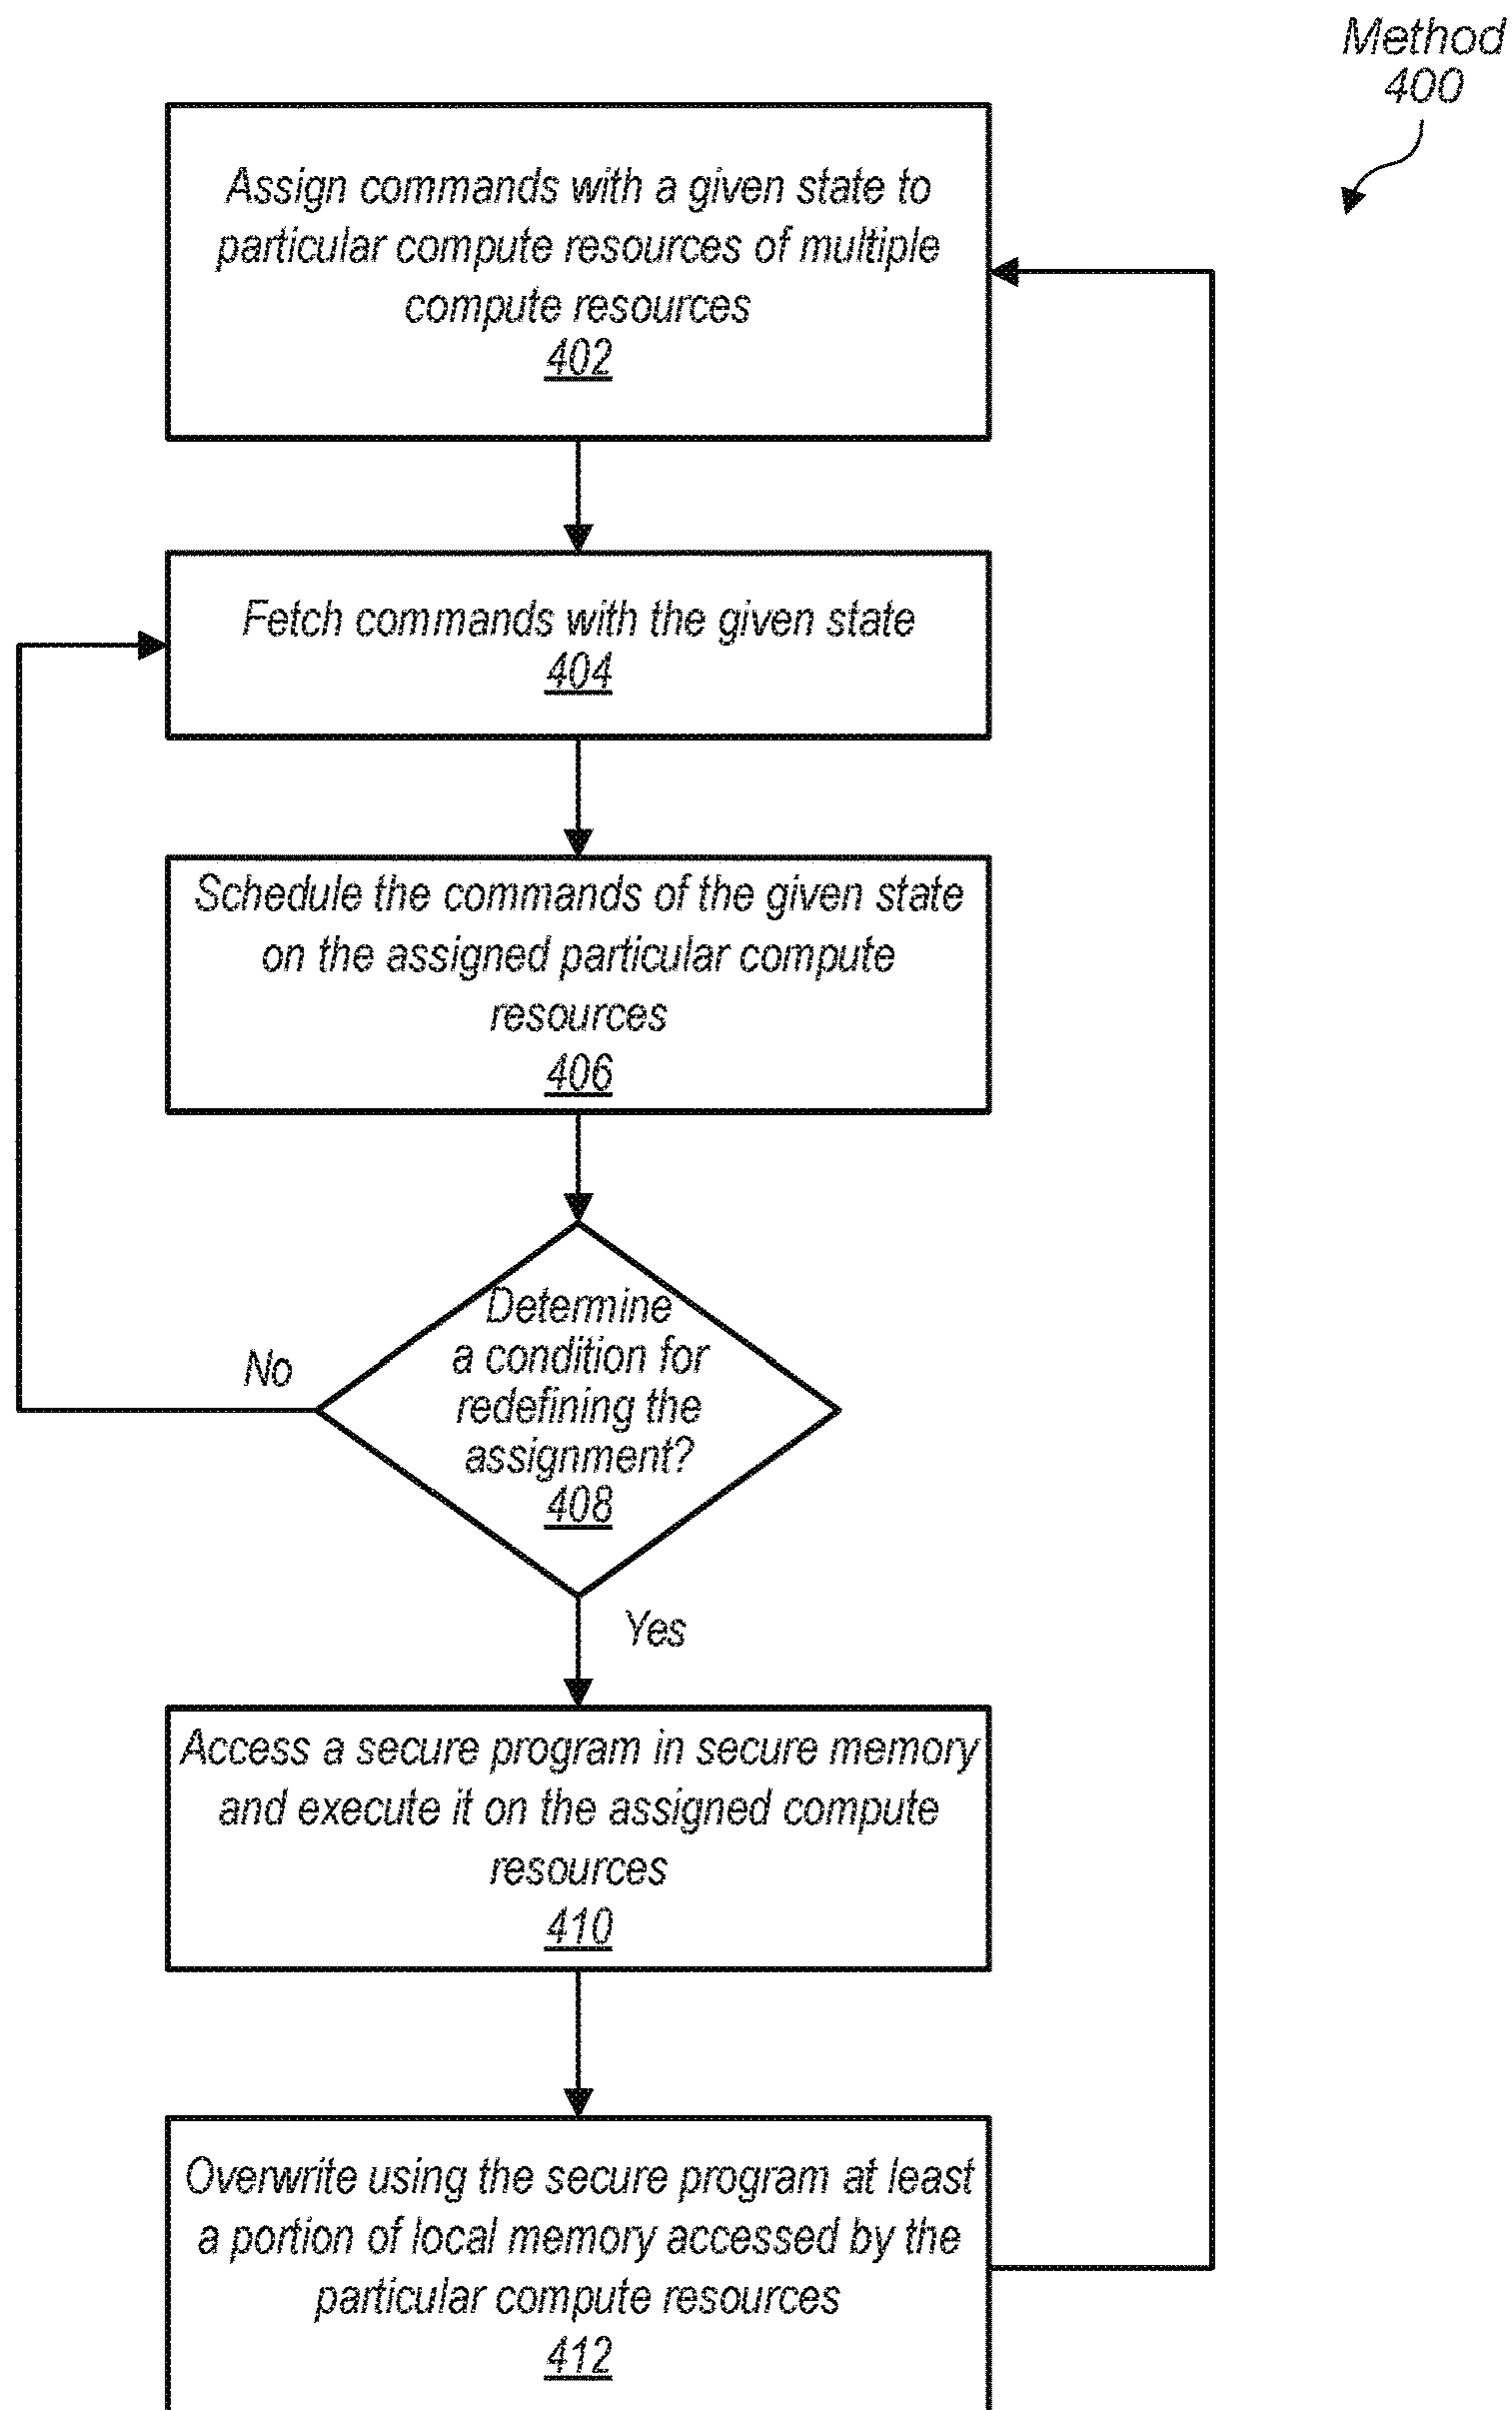 Method
400
Assign commands with a given state to
particular compute resources of multiple
compute resources
402
Fetch commands with the given state
404
Schedule the commands of the given state
on the assigned particular compute
resources
406
Determine
a condition for
redefining the
assignment?
408
No
Yes
Access a secure program in secure memory
and execute it on the assigned compute
resources
410
Overwrite using the secure program at least
a portion of local memory accessed by the
particular compute resources
412